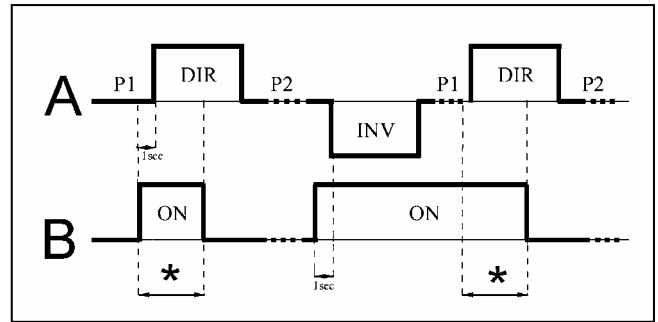 P1 DIR P2 P1 DIR P2
A
INV
1sec
ON ON
B
* *
1sec